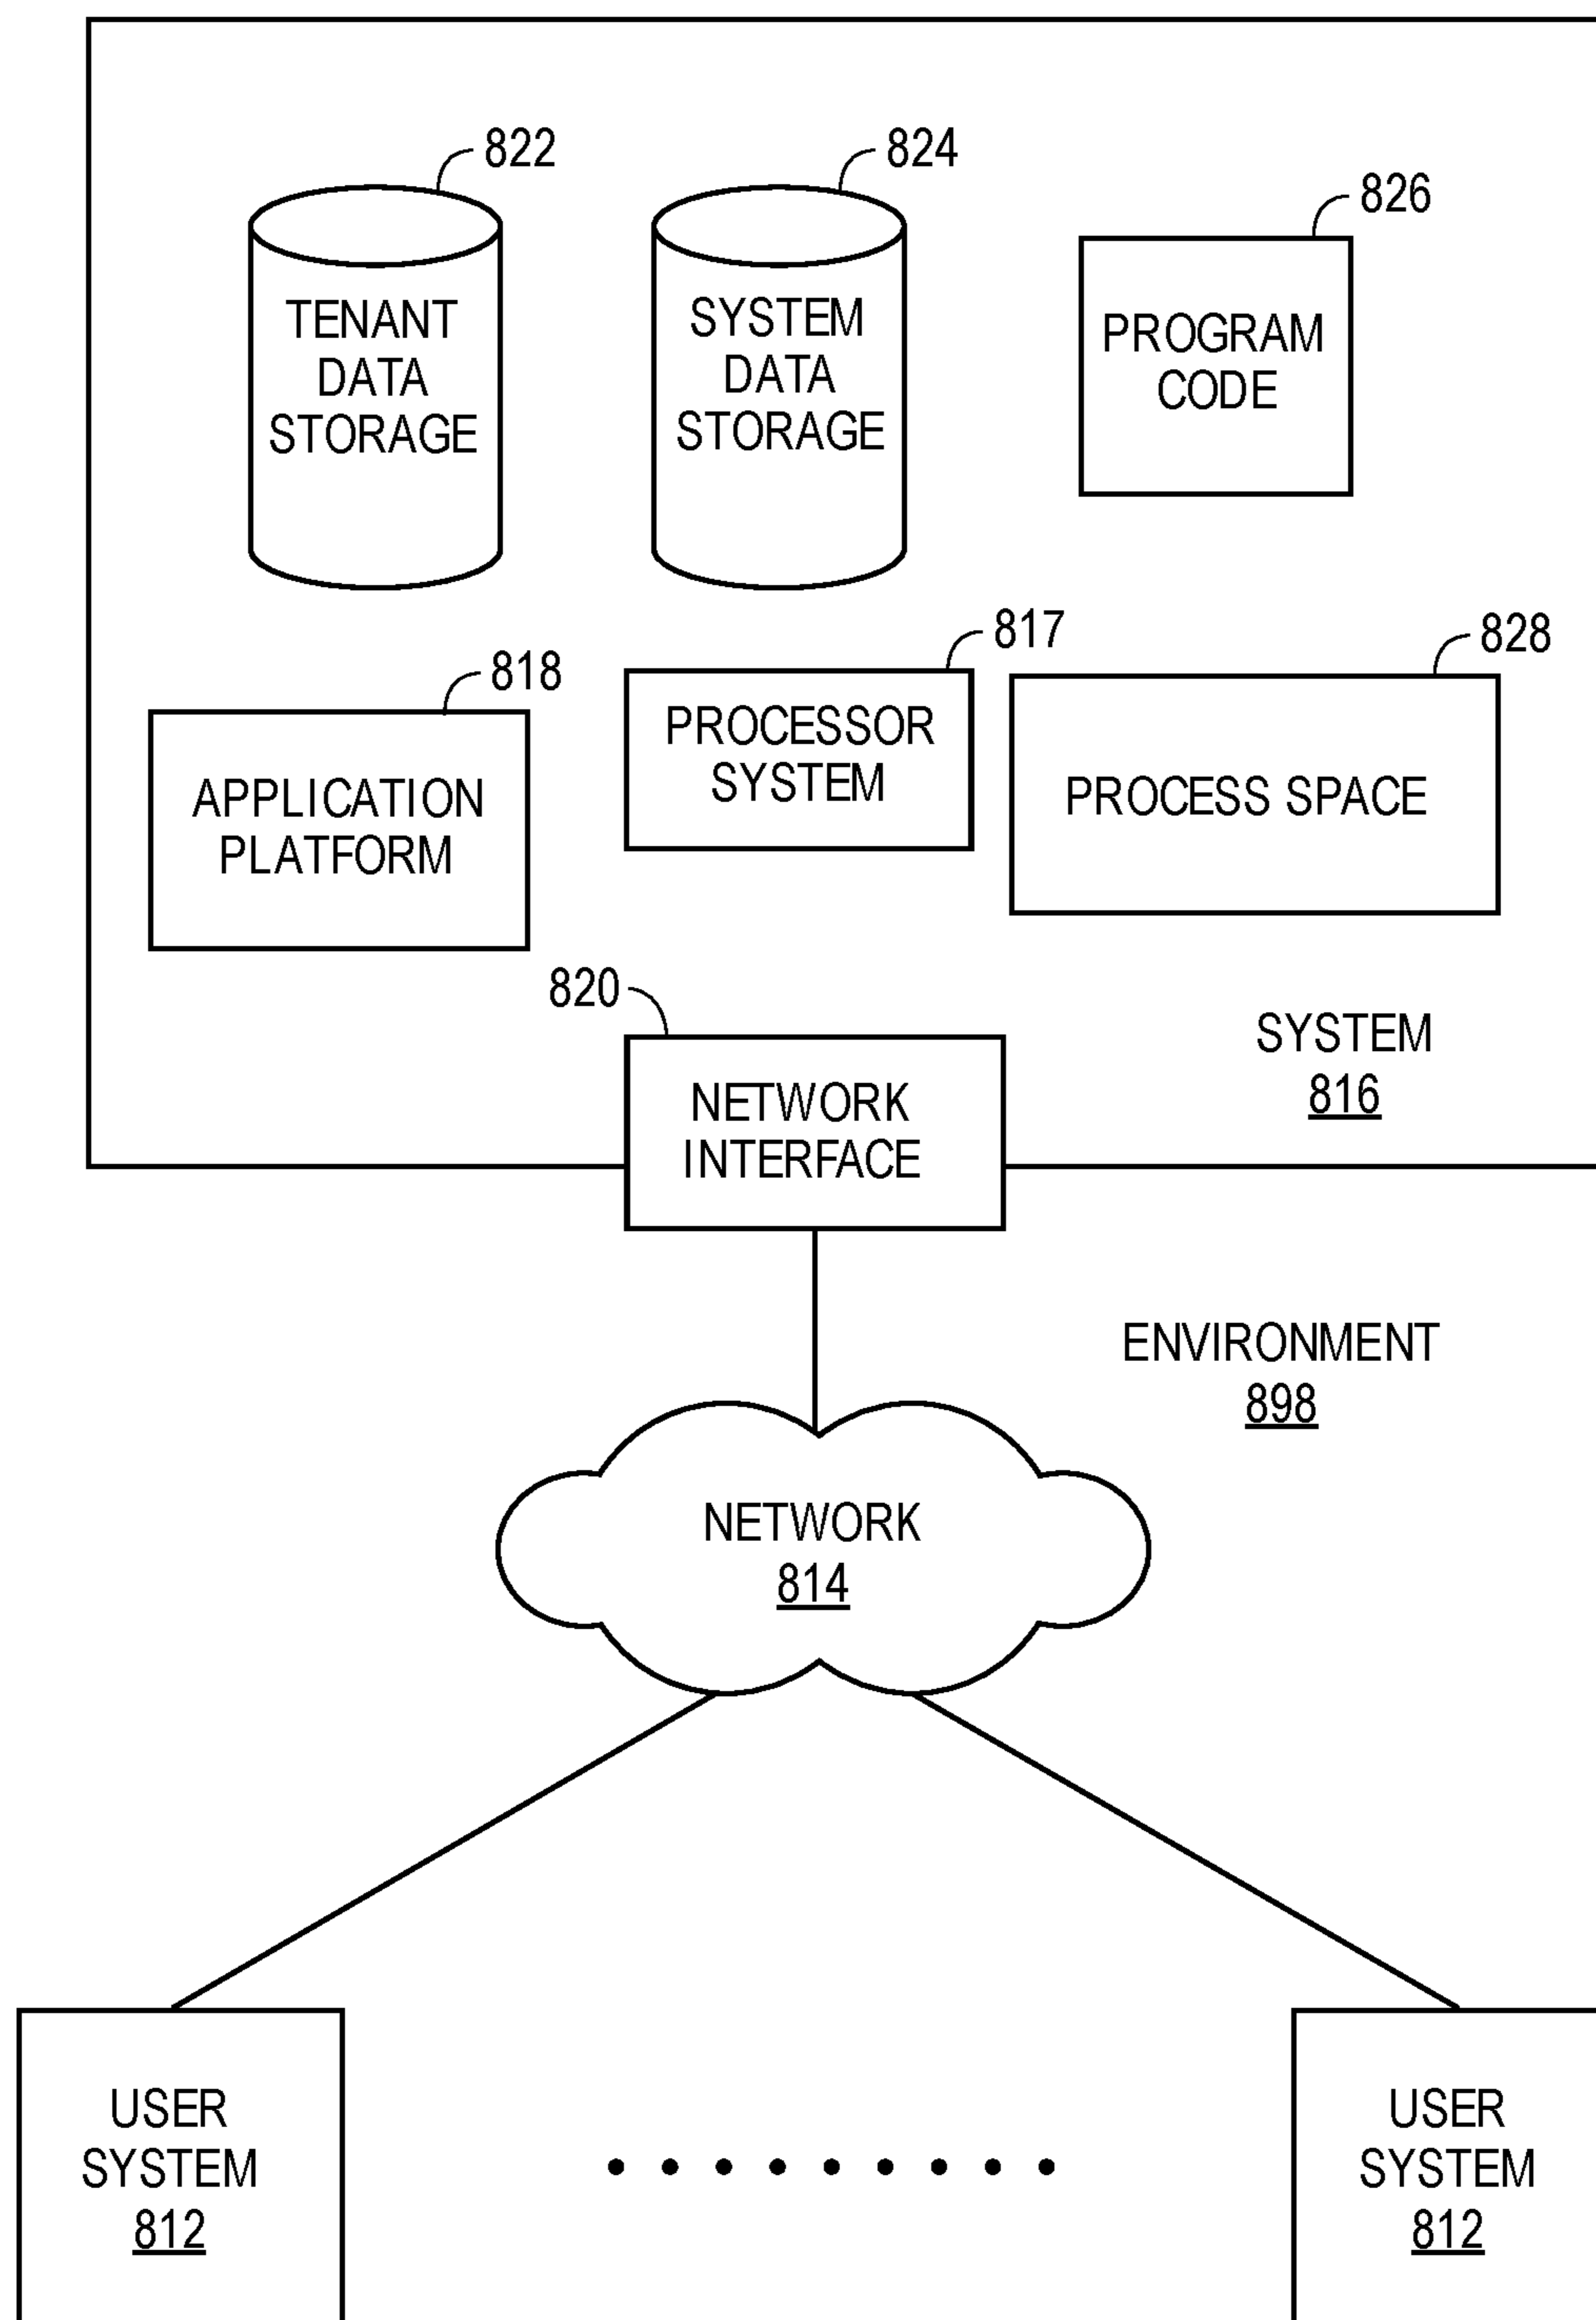 822
824
826
TENANT
DATA
STORAGE
SYSTEM
DATA
STORAGE
PROGRAM
CODE
818
817
828
APPLICATION
PLATFORM
PROCESSOR
SYSTEM
PROCESS SPACE
820
NETWORK
INTERFACE
SYSTEM
816
ENVIRONMENT
898
NETWORK
814
USER
SYSTEM
812
USER
SYSTEM
812